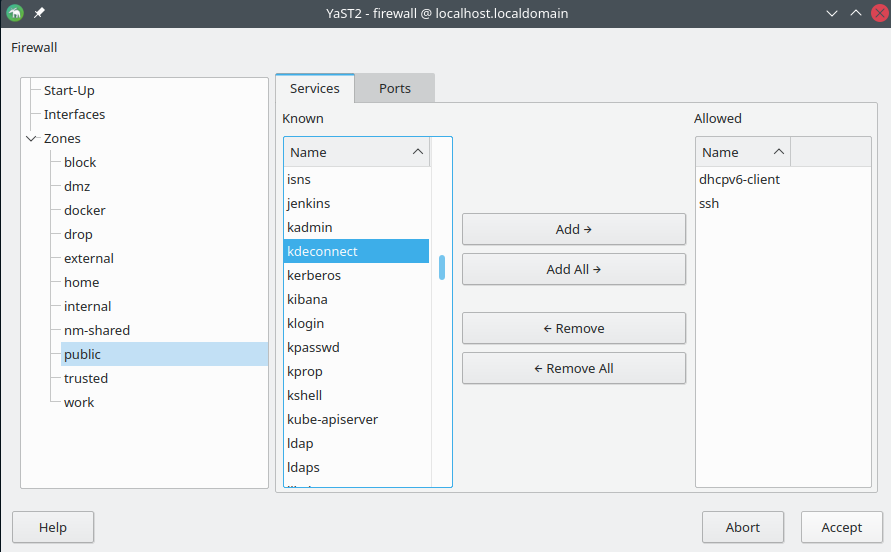 YaST2 - firewall @ localhost.localdomain
Firewall
Start-Up
Interfaces
Zones
block
dmz
docker
drop
external
home
internal
nm-shared
public
trusted
work
Services
Ports
Known
Name
isns
jenkins
kadmin
kdeconnect
kerberos
kibana
klogin
kpasswd
kprop
kshell
kube-apiserver
ldap
ldaps
Add →
Add All →
← Remove
← Remove All
Allowed
Name
dhcpv6-client
ssh
Help
Abort
Accept